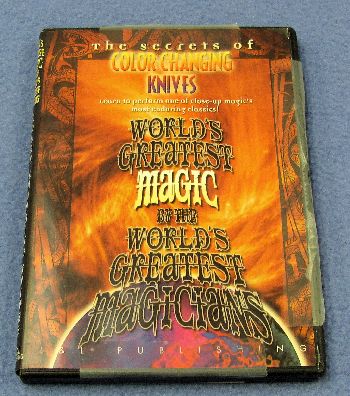 The secrets of
COLOR CHANGING
KNIVES
Learn to perform one of close-up magic's
most enduring classics!
WORLD'S
GREATEST
MAGIC
BY THE
WORLD'S
GREATEST
MAGICIANS
L&L PUBLISHING